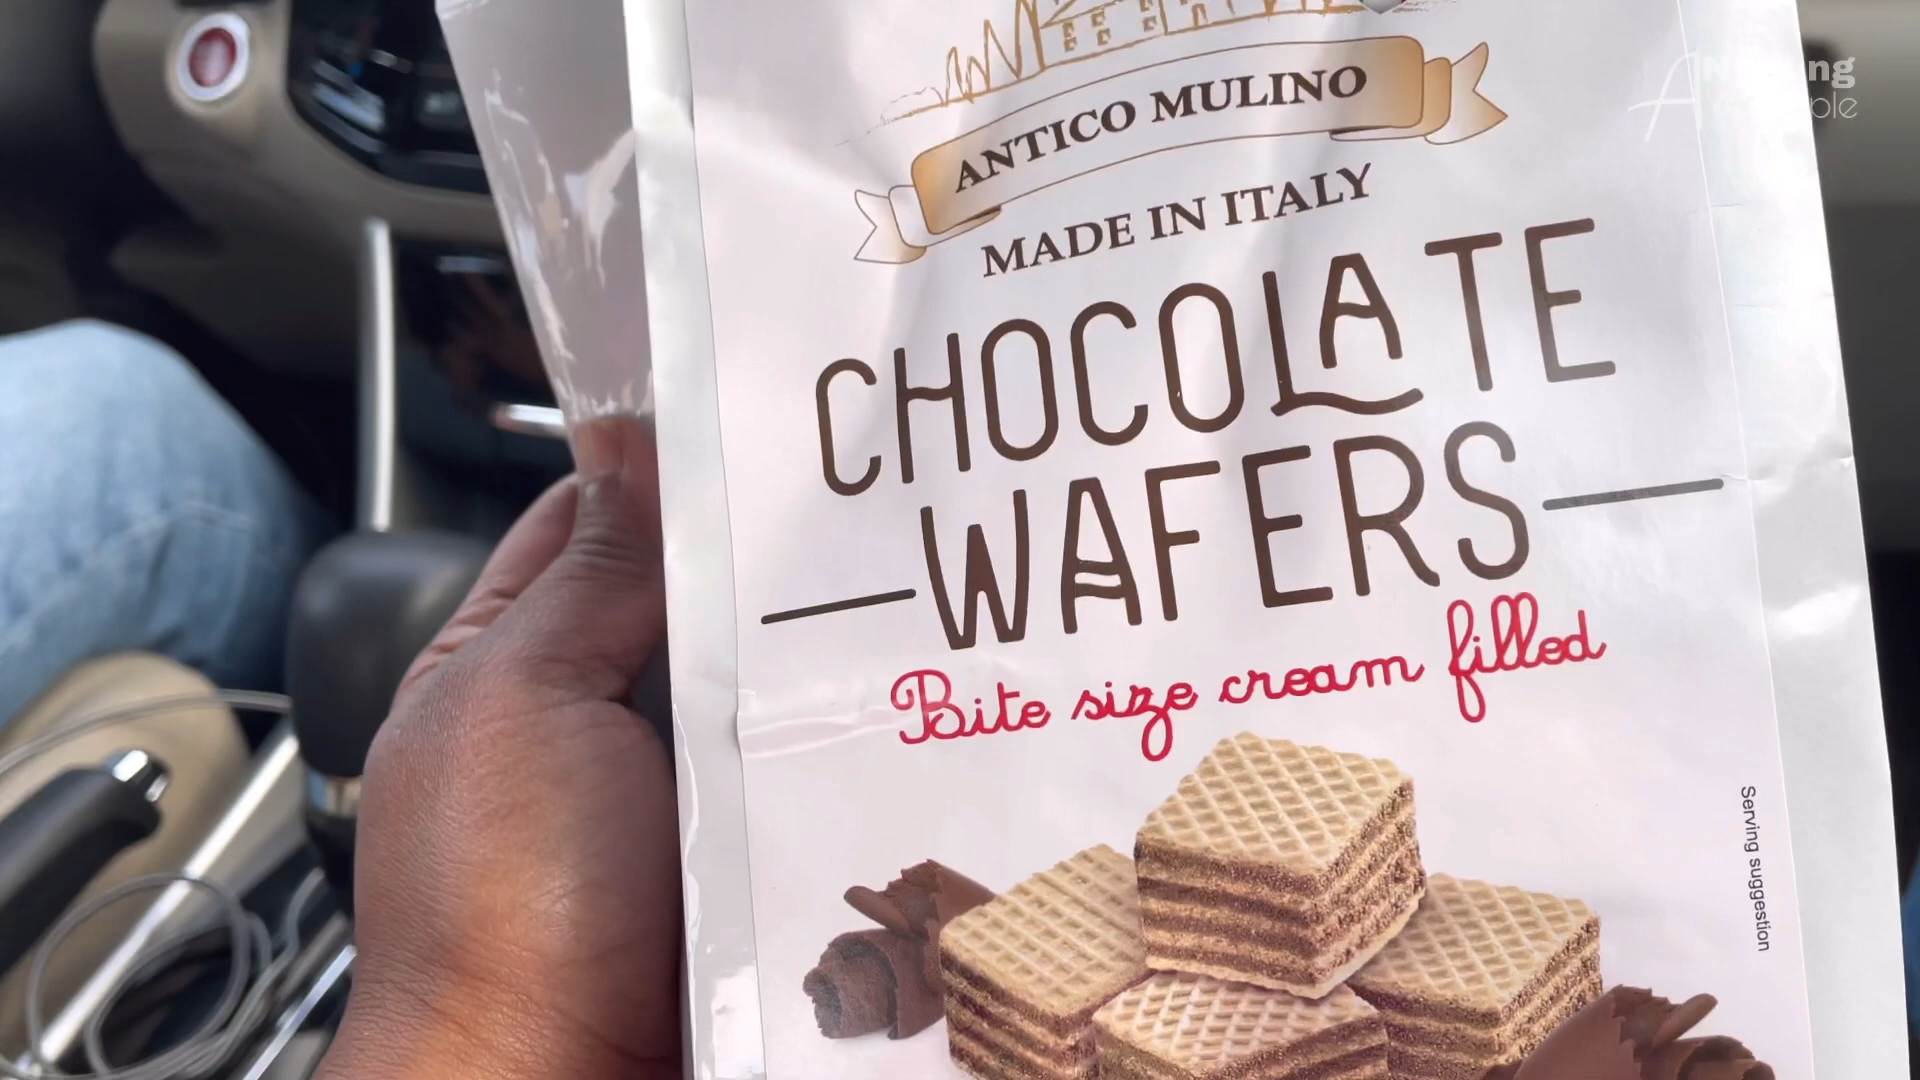 ANTICO MULINO
MADE IN ITALY
CHOCOLATE
WAFERS
Bite size cream filled
Serving suggestion